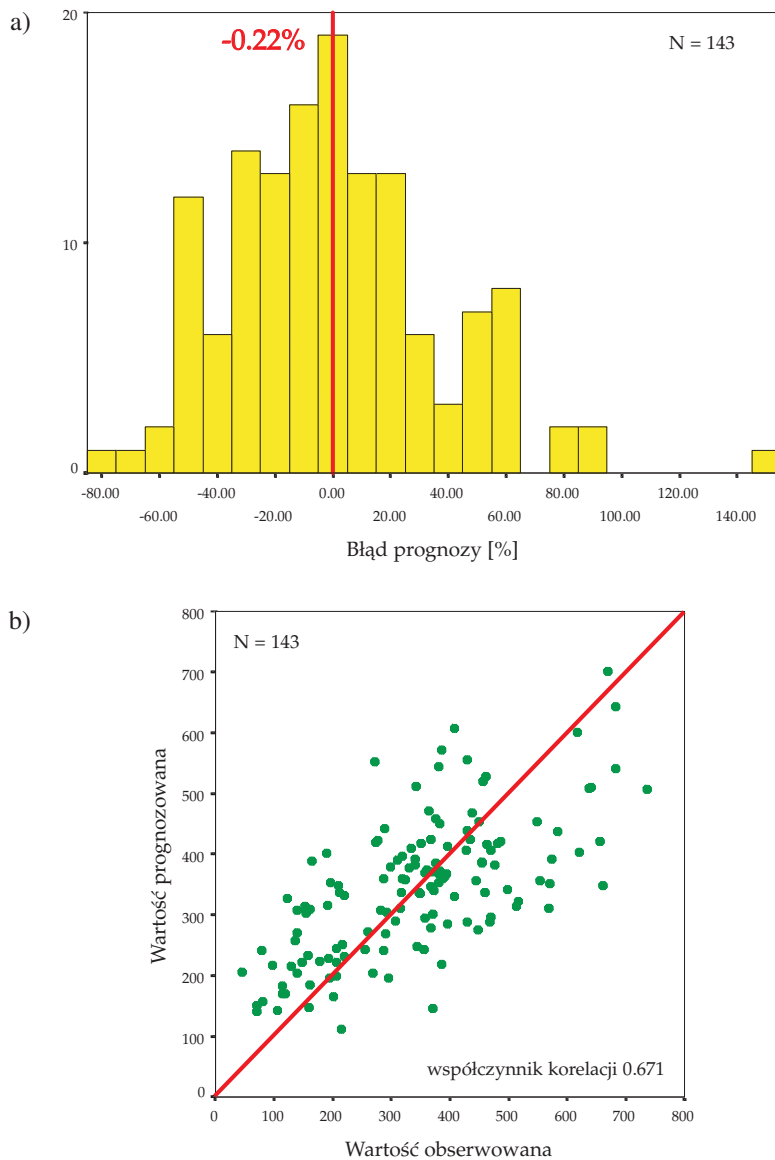 a)
20
-0.22%
N = 143
10
0
-80.00 -40.00 0.00 40.00 80.00 120.00
-60.00 -20.00 20.00 60.00 100.00 140.00
Błąd prognozy [%]
b)
800
N = 143
700
600
500
Wartość prognozowana
400
300
200
100
współczynnik korelacji 0.671
0
0 100 200 300 400 500 600 700 800
Wartość obserwowana